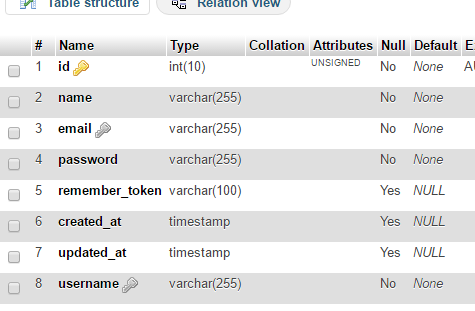 Table structure Relation view
# Name Type Collation Attributes Null Default E
1 id int(10) UNSIGNED No None AU
2 name varchar(255) No None
3 email varchar(255) No None
4 password varchar(255) No None
5 remember_token varchar(100) Yes NULL
6 created_at timestamp Yes NULL
7 updated_at timestamp Yes NULL
8 username varchar(255) No None